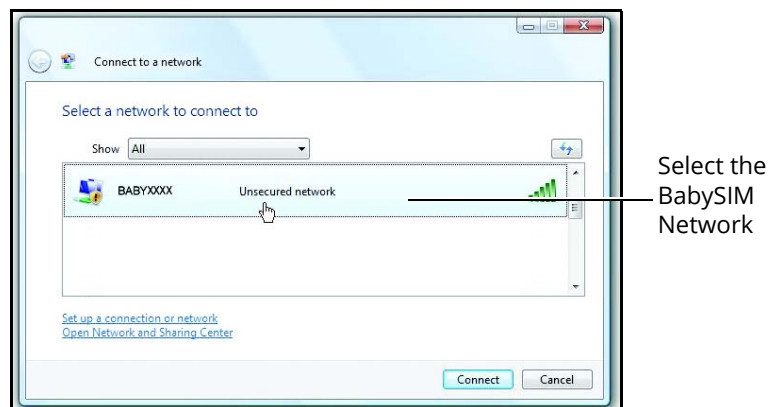 Connect to a network
Select a network to connect to
Show All
BABYXXXX Unsecured network
Select the
BabySIM
Network
Set up a connection or network
Open Network and Sharing Center
Connect Cancel